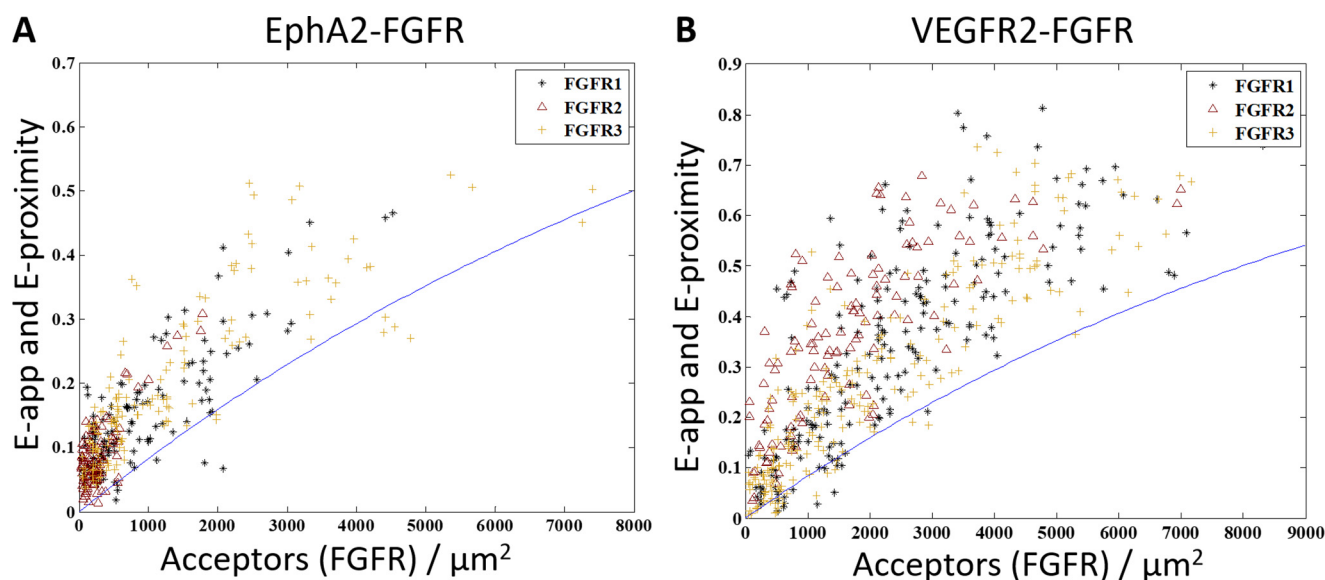 A
EphA2-FGFR
E-app and E-proximity
0.7
0.6
0.5
0.4
0.3
0.2
0.1
0
0
1000
2000
3000
4000
5000
6000
7000
8000
FGFR1
FGFR2
FGFR3
Acceptors (FGFR) / μm²
B
VEGFR2-FGFR
E-app and E-proximity
0.9
0.8
0.7
0.6
0.5
0.4
0.3
0.2
0.1
0
0
1000
2000
3000
4000
5000
6000
7000
8000
9000
FGFR1
FGFR2
FGFR3
Acceptors (FGFR) / μm²